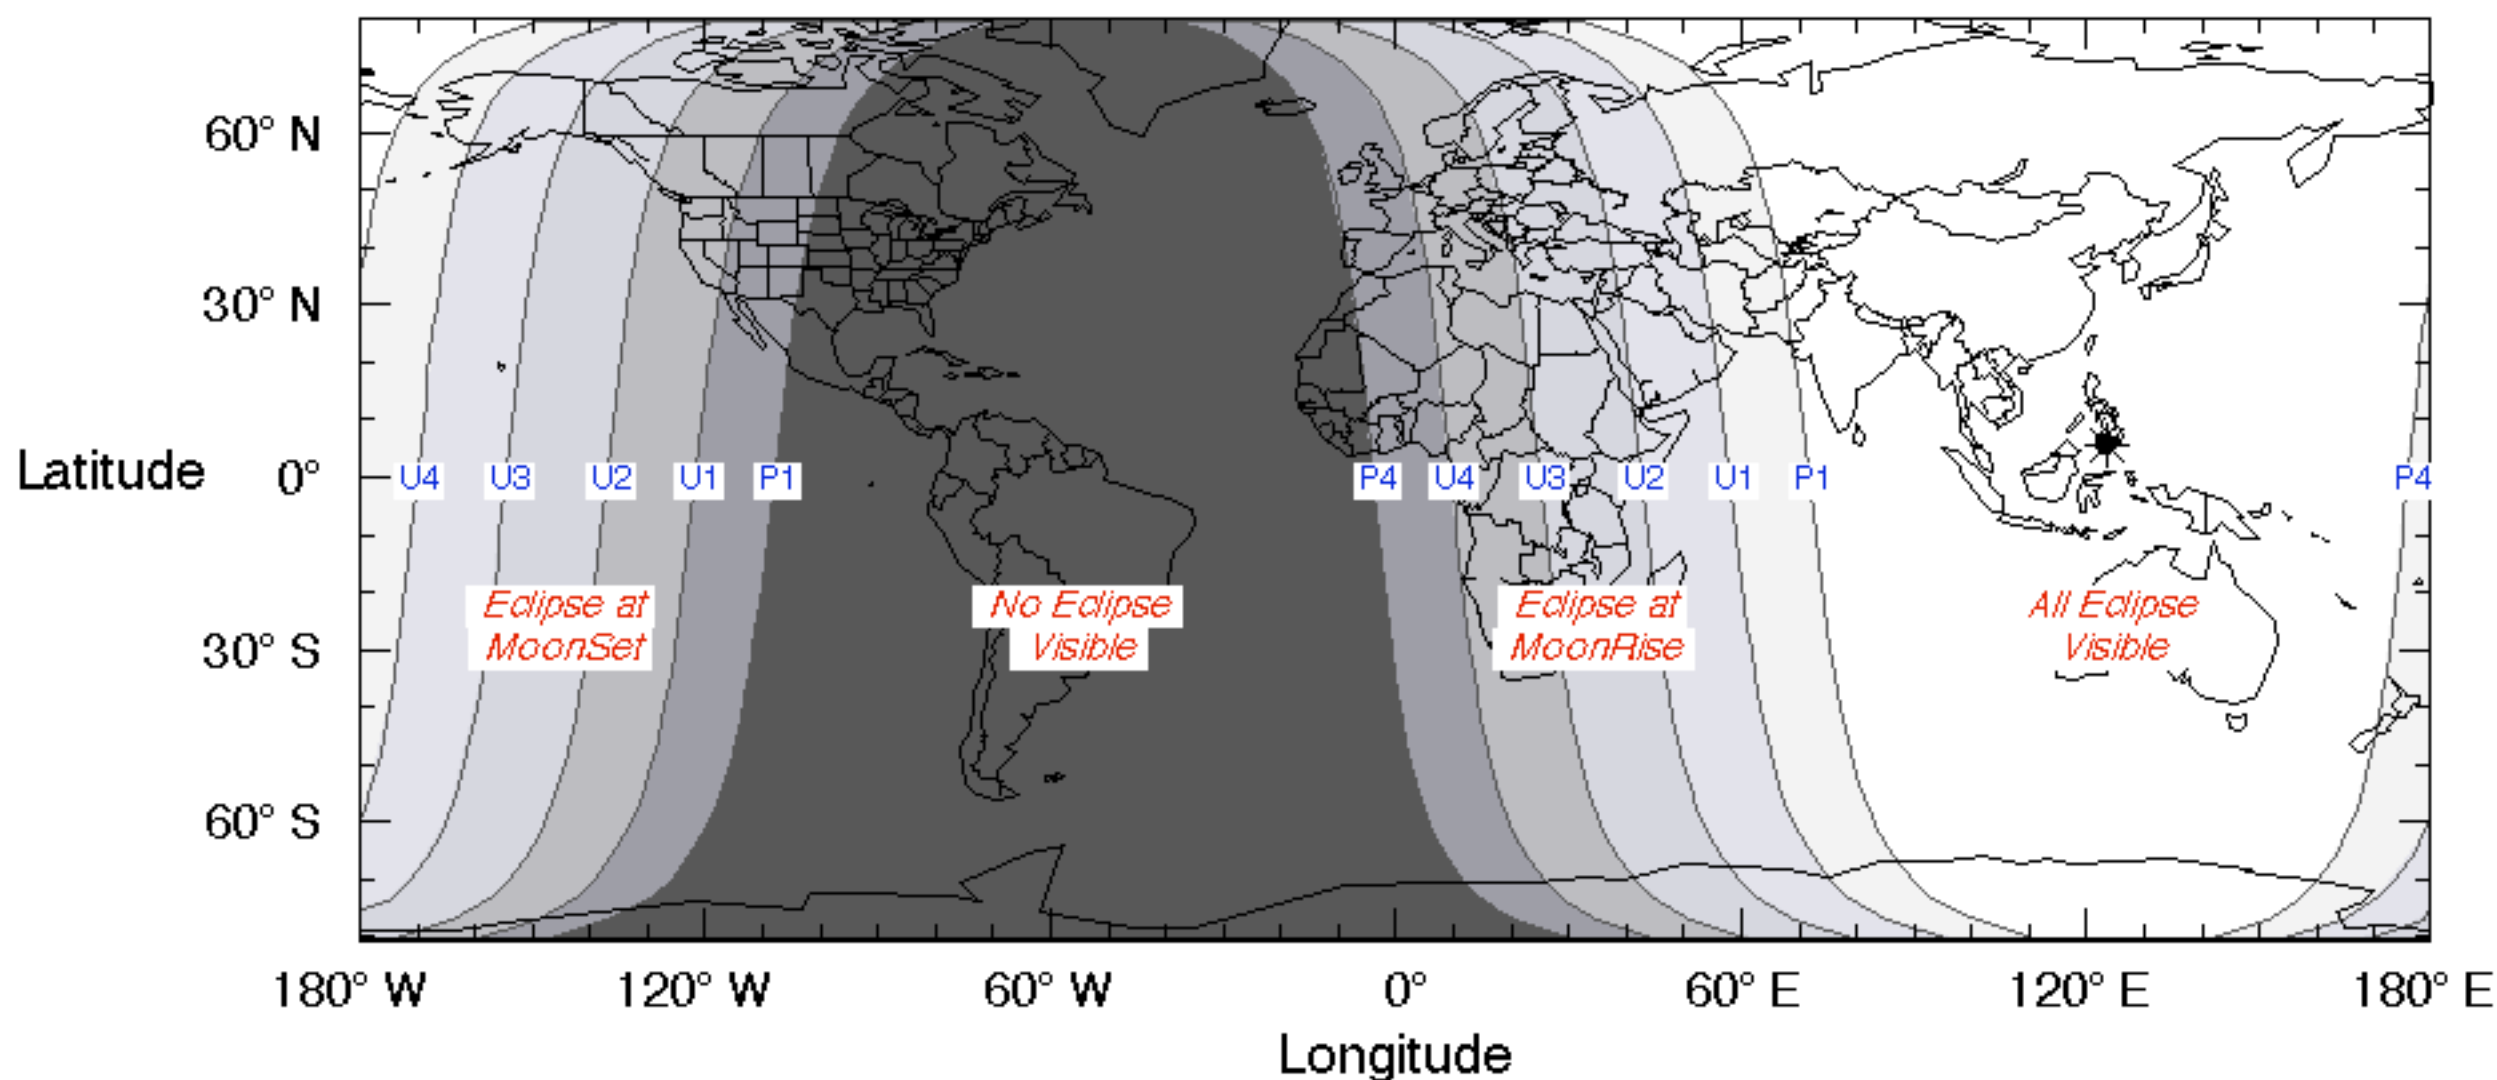 60° N
30° N
Latitude 0°
U4 U3 U2 U1 P1 P4 U4 U3 U2 U1 P1 P4
Eclipse at
MoonSet
No Eclipse
Visible
Eclipse at
MoonRise
All Eclipse
Visible
30° S
60° S
180° W 120° W 60° W 0° 60° E 120° E 180° E
Longitude